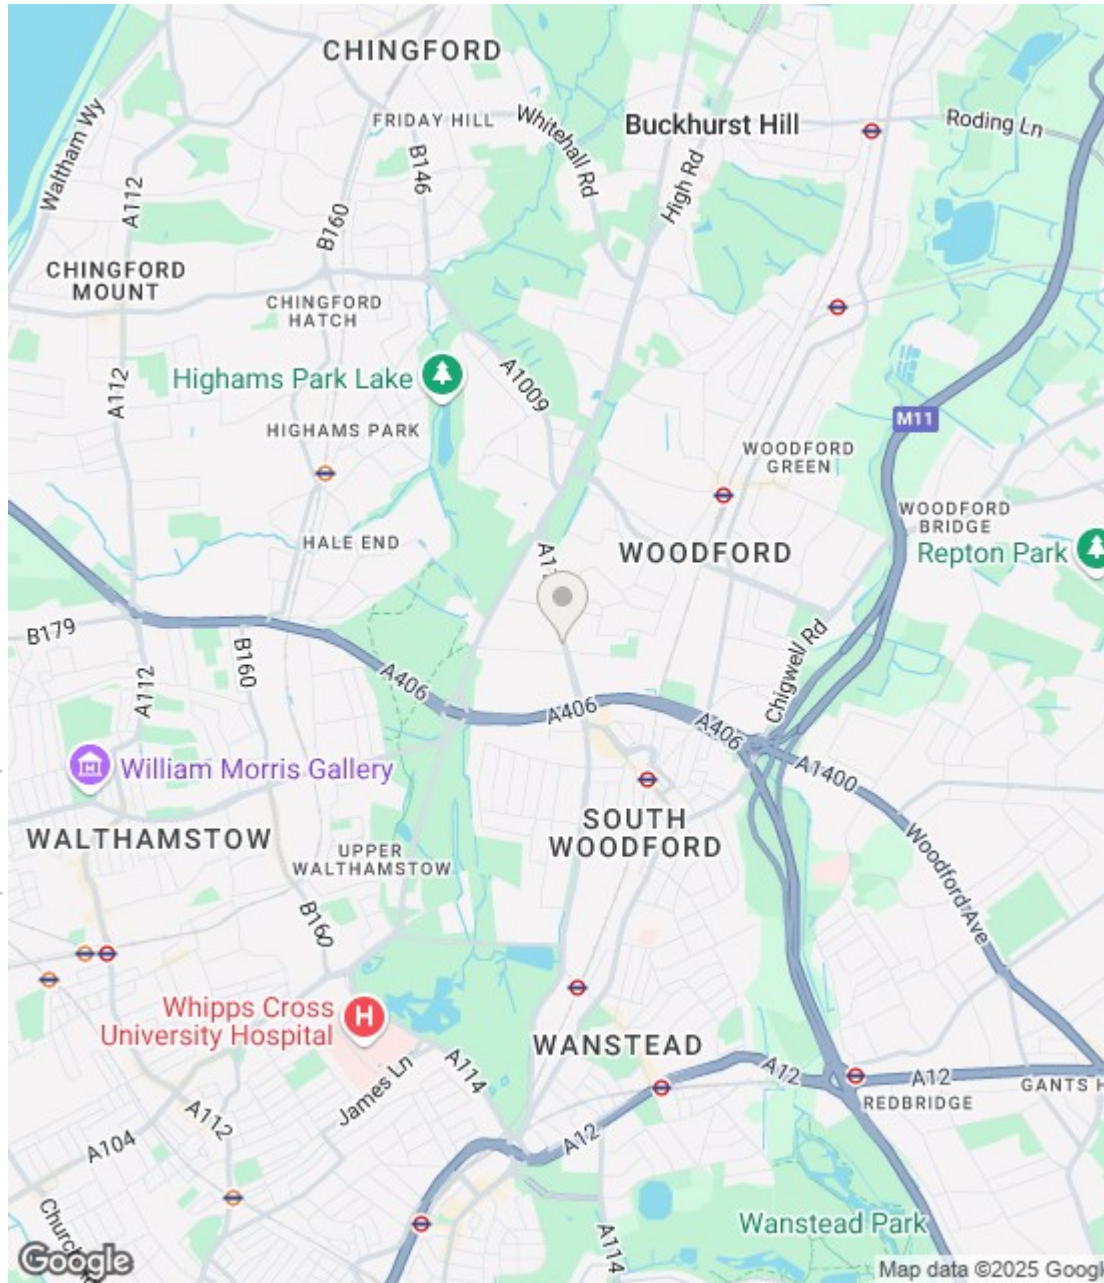 CHINGFORD
FRIDAY HILL
Whitehall Rd
Buckhurst Hill
Roding Ln
Waltham Wy
A112
B146
B160
High Rd
CHINGFORD
MOUNT
CHINGFORD
HATCH
Highams Park Lake
A1009
A112
M11
HIGHAMS PARK
WOODFORD
GREEN
HALE END
WOODFORD
BRIDGE
WOODFORD
Repton Park
B179
B160
A112
A406
A406
A406
Chigwell Rd
A1400
William Morris Gallery
SOUTH
WOODFORD
WALTHAMSTOW
UPPER
WALTHAMSTOW
Woodford Ave
B160
Whipps Cross
University Hospital
H
WANSTEAD
James Ln
A114
A12
A12
GANTS H
REDBRIDGE
A112
A104
A12
Wanstead Park
A114
Google
Map data ©2025 Google